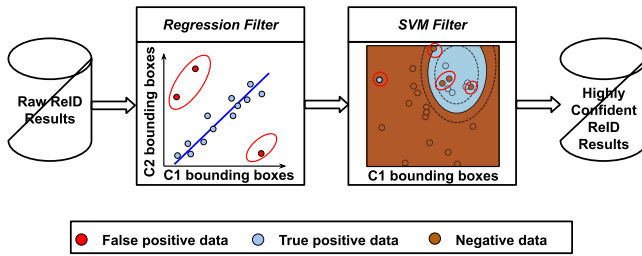 Regression Filter
SVM Filter
Raw ReID
Results
C2 bounding boxes
C1 bounding boxes
C1 bounding boxes
Highly
Confident
ReID
Results
False positive data
True positive data
Negative data